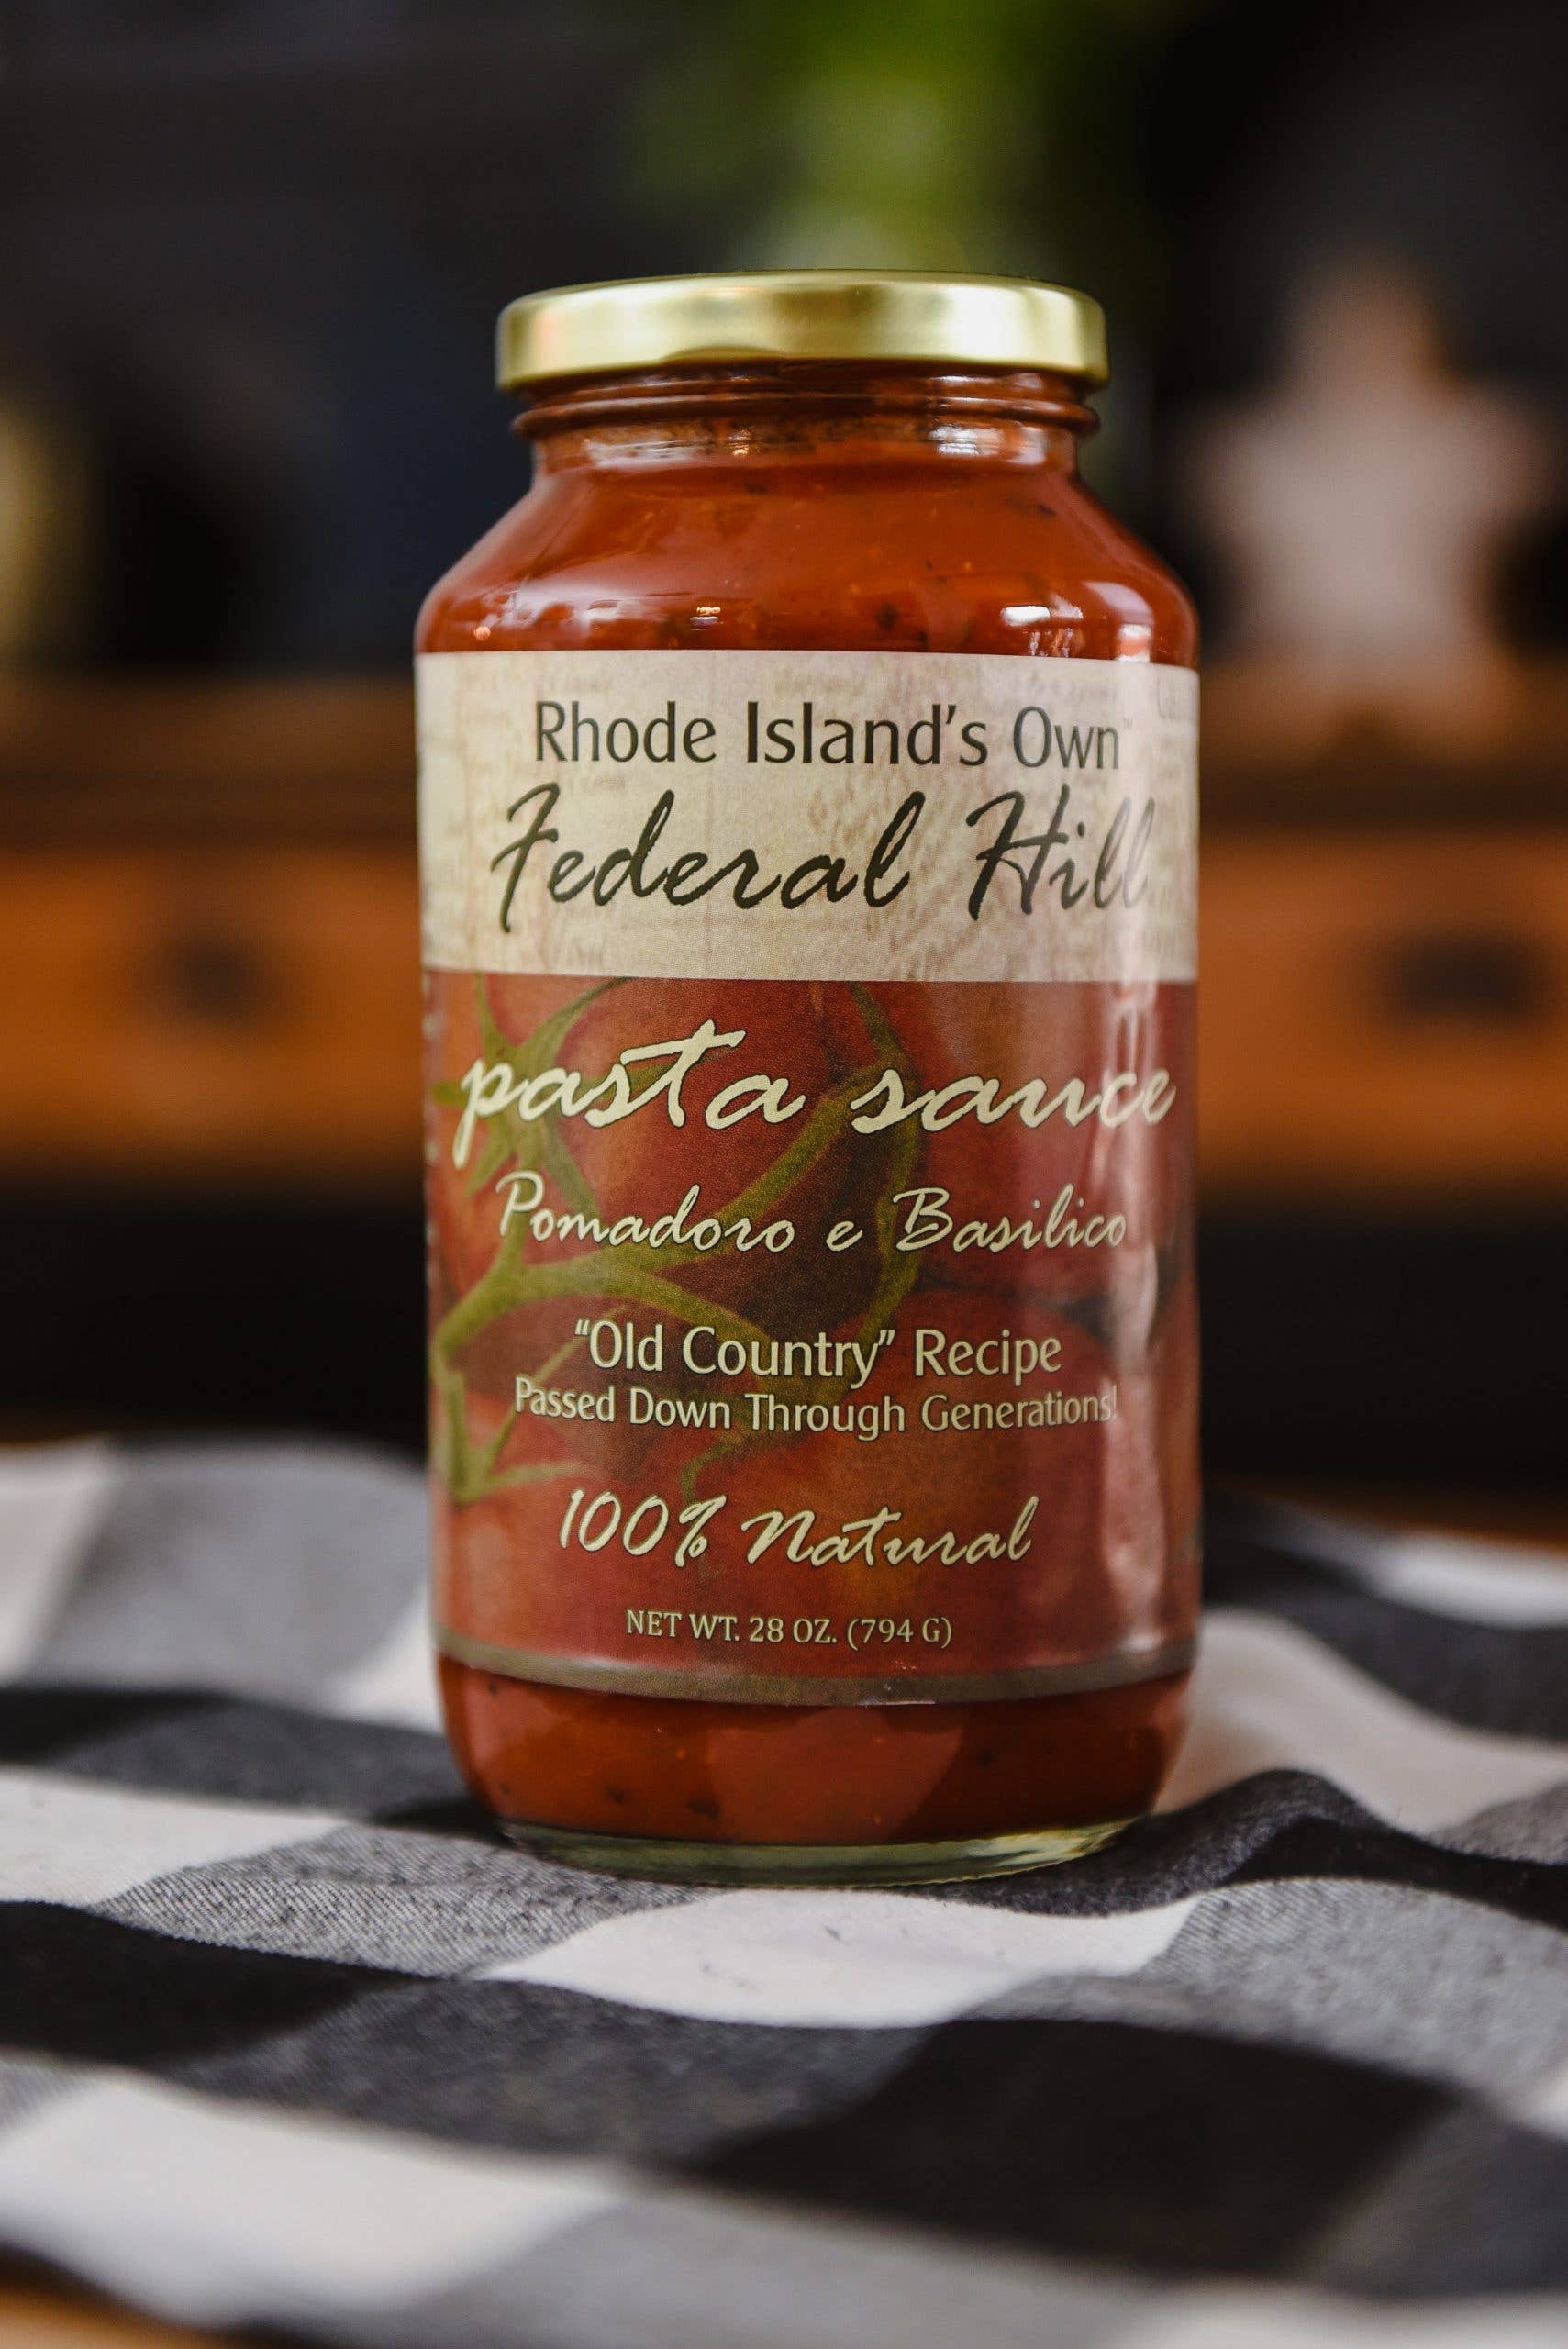 Rhode Island's Own™
Federal Hill
pasta sauce
Pomadoro e Basilico
"Old Country" Recipe
Passed Down Through Generations!
100% Natural
NET WT. 28 OZ. (794 G)